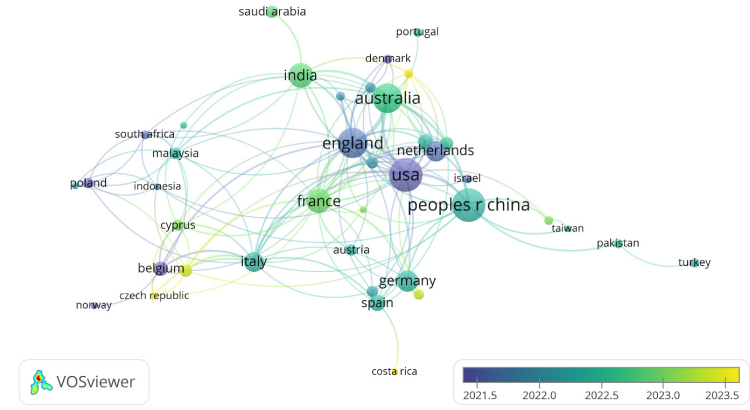 saudi arabia
portugal
denmark
india
australia
south africa
england
netherlands
malaysia
usa
israel
poland
indonesia
france
peoples r china
cyprus
taiwan
pakistan
austria
italy
turkey
belgium
germany
czech republic
spain
norway
costa rica
VOSviewer
2021.5 2022.0 2022.5 2023.0 2023.5